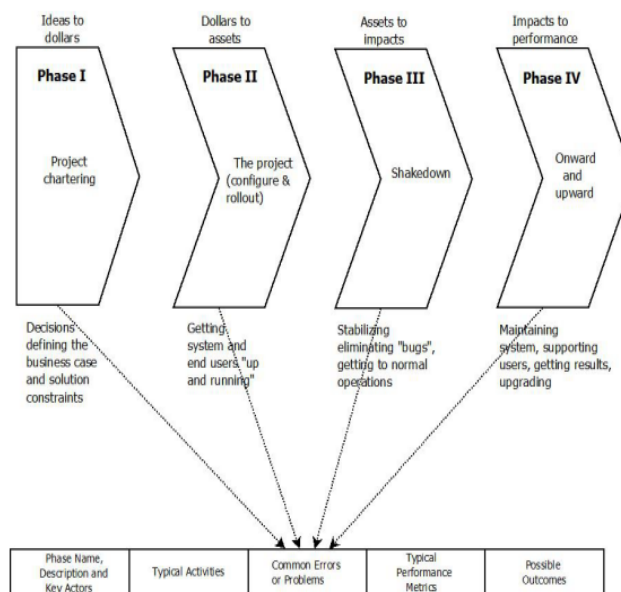 Ideas to
dollars
Dollars to
assets
Assets to
impacts
Impacts to
performance
Phase I
Phase II
Phase III
Phase IV
Project
chartering
The project
(configure &
rollout)
Shakedown
Onward
and
upward
Decisions
defining the
business case
and solution
constraints
Getting
system and
end users "up
and running"
Stabilizing
eliminating "bugs",
getting to normal
operations
Maintaining
system, supporting
users, getting results,
upgrading
Phase Name,
Description and
Key Actors
Typical Activities
Common Errors
or Problems
Typical
Performance
Metrics
Possible
Outcomes